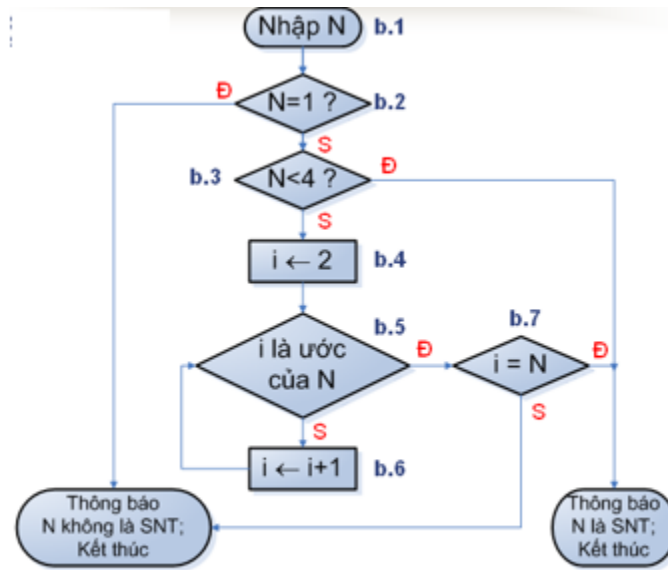 Nhập N b.1
Đ N=1 ? b.2
S
b.3 N<4 ? Đ
S
i ← 2 b.4
b.5
i là ước
của N
Đ
b.7
i = N
Đ
S
S
i ← i+1 b.6
Thông báo
N không là SNT;
Kết thúc
Thông báo
N là SNT;
Kết thúc